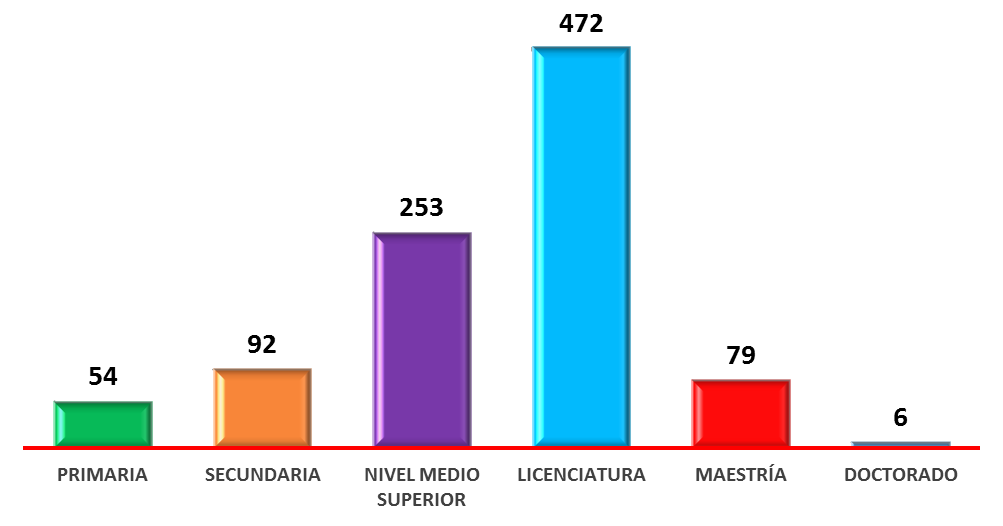 472
253
92
79
54
6
PRIMARIA
SECUNDARIA
NIVEL MEDIO
SUPERIOR
LICENCIATURA
MAESTRÍA
DOCTORADO